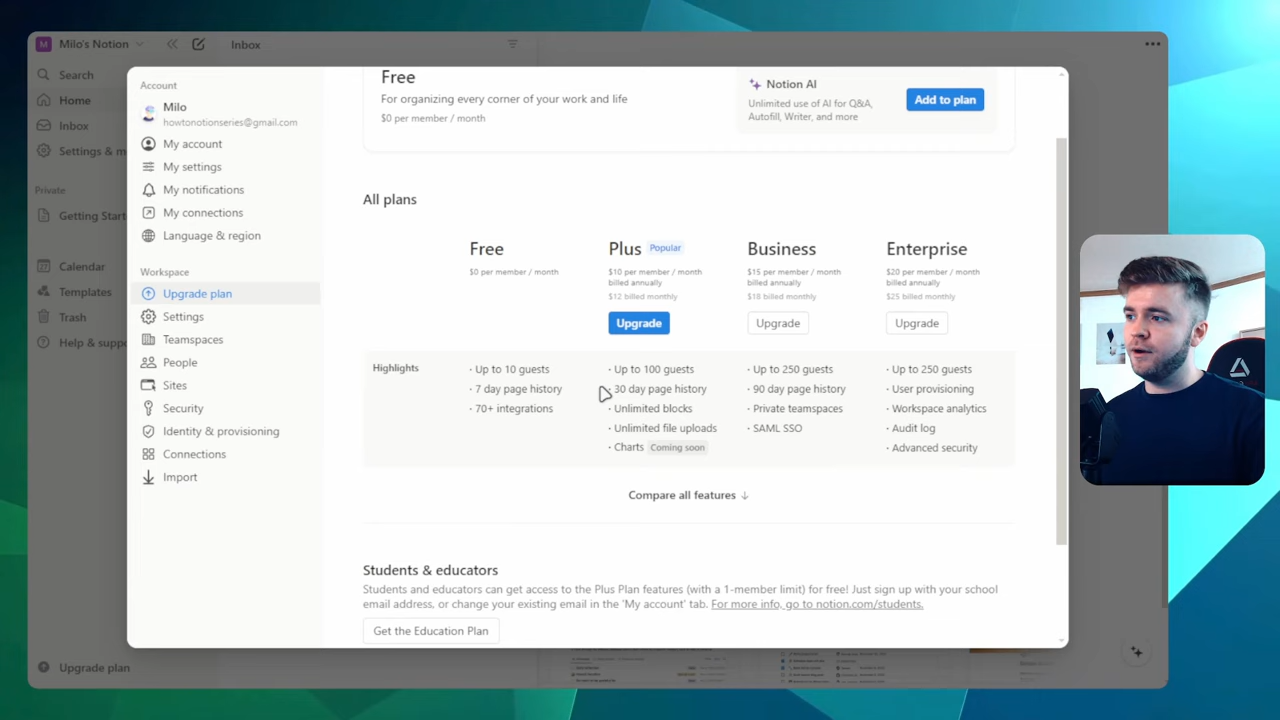 M Milo's Notion
Inbox
Search
Home
Inbox
Settings & m
Private
Getting Start
Calendar
Templates
Trash
Help & suppo
Upgrade plan
Account
Milo
howtonotionseries@gmail.com
My account
My settings
My notifications
My connections
Language & region
Workspace
Upgrade plan
Settings
Teamspaces
People
Sites
Security
Identity & provisioning
Connections
Import
Free
For organizing every corner of your work and life
$0 per member / month
Notion AI
Unlimited use of AI for Q&A,
Autofill, Writer, and more
Add to plan
All plans
Free
$0 per member / month
Plus Popular
$10 per member / month
billed annually
$12 billed monthly
Upgrade
Business
$15 per member / month
billed annually
$18 billed monthly
Upgrade
Enterprise
$20 per member / month
billed annually
$25 billed monthly
Upgrade
Highlights
· Up to 10 guests
· 7 day page history
· 70+ integrations
· Up to 100 guests
· 30 day page history
· Unlimited blocks
· Unlimited file uploads
· Charts Coming soon
· Up to 250 guests
· 90 day page history
· Private teamspaces
· SAML SSO
· Up to 250 guests
· User provisioning
· Workspace analytics
· Audit log
· Advanced security
Compare all features ↓
Students & educators
Students and educators can get access to the Plus Plan features (with a 1-member limit) for free! Just sign up with your school
email address, or change your existing email in the 'My account' tab. For more info, go to notion.com/students.
Get the Education Plan